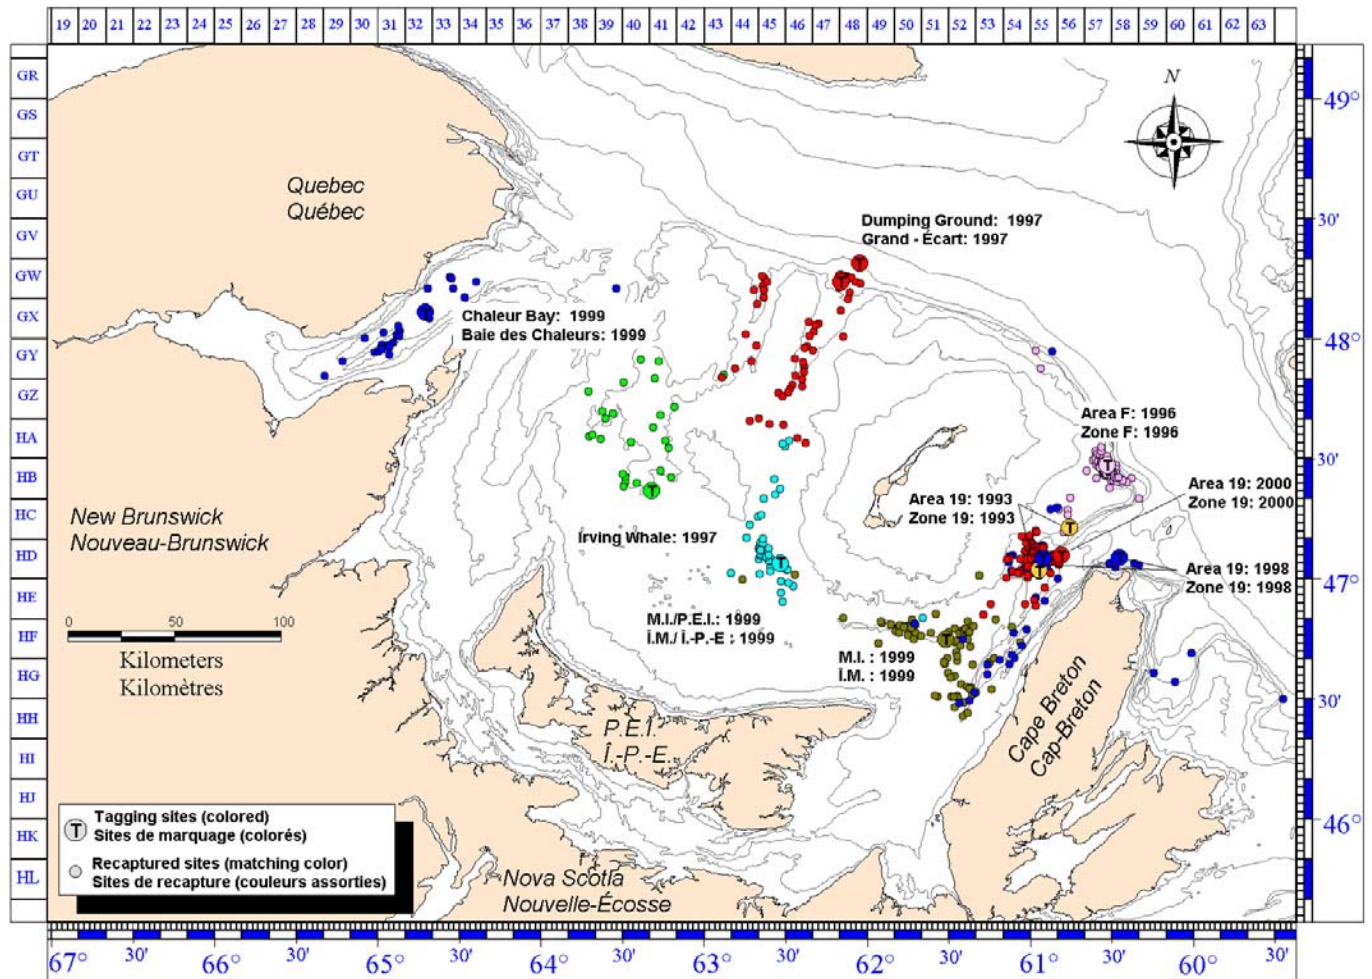 19 20 21 22 23 24 25 26 27 28 29 30 31 32 33 34 35 36 37 38 39 40 41 42 43 44 45 47 48 50 51 52 53 54 55 56 57 58 59 60 61 62 63
N
GR
GS
GT
GU
GV
GW
GX
GY
GZ
HA
HB
HC
HD
HE
HF
HG
HH
HI
HJ
HK
HL
49°
30'
48°
30'
47°
30'
46°
Quebec
Québec
Dumping Ground: 1997
Grand - Écart: 1997
Chaleur Bay: 1999
Baie des Chaleurs: 1999
Area F: 1996
Zone F: 1996
Area 19: 2000
Zone 19: 2000
Area 19: 1993
Zone 19: 1993
New Brunswick
Nouveau-Brunswick
Irving Whale: 1997
Area 19: 1998
Zone 19: 1998
M.I./P.E.I.: 1999
Î.M./ Î.-P.-E : 1999
0 50 100
Kilometers
Kilomètres
M.I. : 1999
Î.M. : 1999
Cape Breton
Cap-Breton
P.E.I.
Î.-P.-E.
T
Tagging sites (colored)
Sites de marquage (colorés)
Recaptured sites (matching color)
Sites de recapture (couleurs assorties)
Nova Scotia
Nouvelle-Écosse
67° 30' 66° 30' 65° 30' 64° 30' 63° 30' 62° 30' 61° 30' 60° 30'